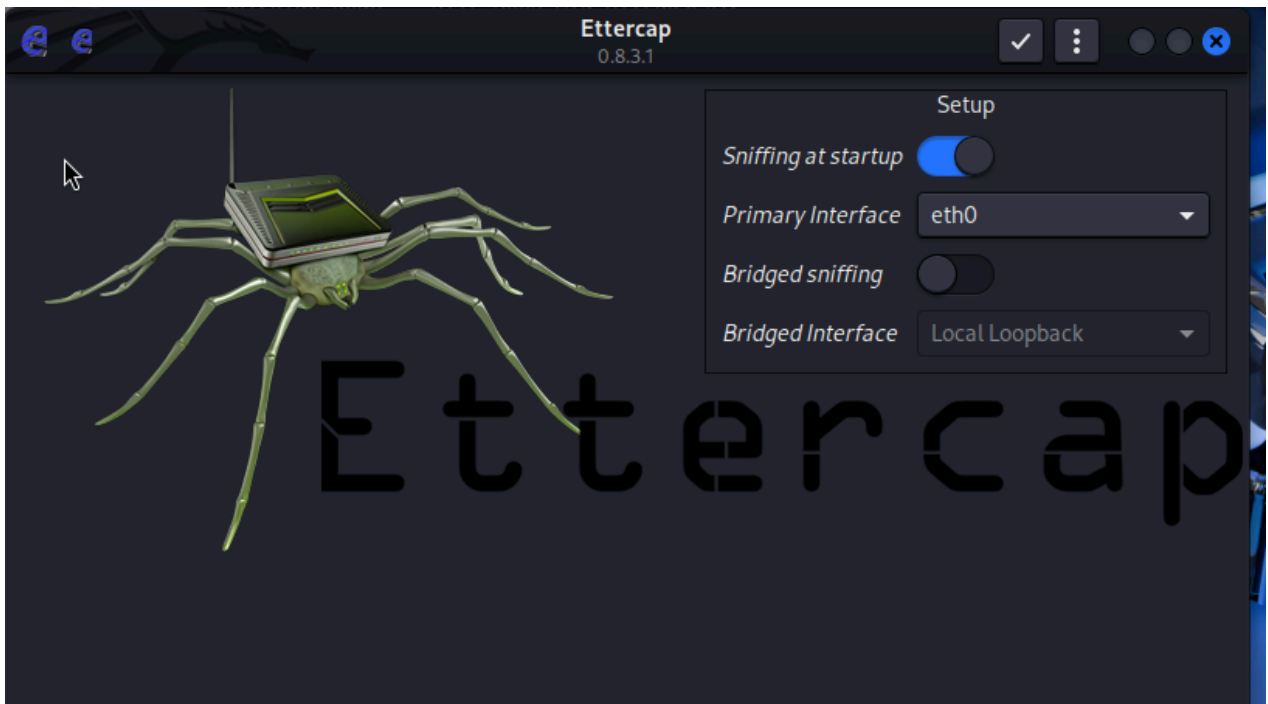 Ettercap
0.8.3.1
Setup
Sniffing at startup
Primary Interface eth0
Bridged sniffing
Bridged Interface Local Loopback
Ettercap